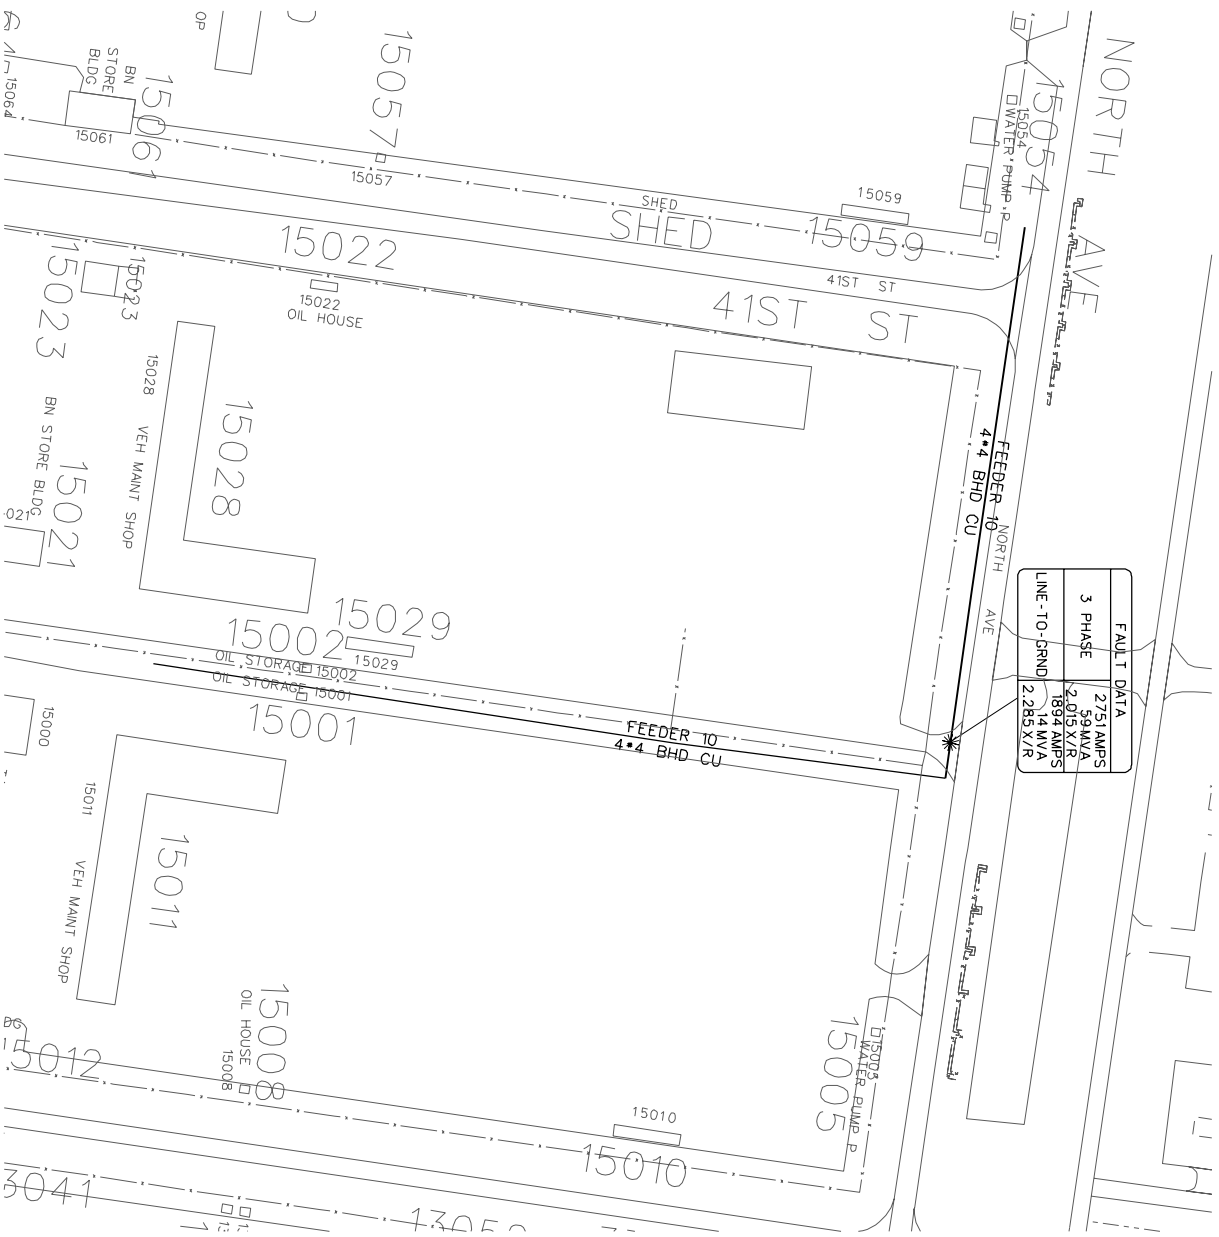 OP
15057
15057
15064
BN
STORE
BLDG
15061
15061
NORTH AVE
15054
15054
WATER PUMP P
SHED
SHED
15059
15059
15022
15022
OIL HOUSE
41ST ST
41ST ST
15023
15023
15028
VEH MAINT SHOP
15028
BN STORE BLDG
15021
021
FEEDER 10
4#4 BHD CU
NORTH AVE
FAULT DATA
3 PHASE
2751 AMPS
59 MVA
2.015 X/R
LINE-TO-GRND
1894 AMPS
14 MVA
2.285 X/R
15029
15029
15002
OIL STORAGE 15002
OIL STORAGE 15001
15001
FEEDER 10
4#4 BHD CU
15000
15011
VEH MAINT SHOP
15011
15008
OIL HOUSE
15008
15012
15005
15005
WATER PUMP P
15010
15010
3041